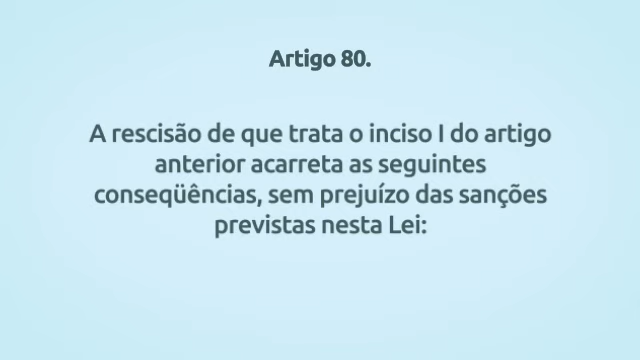 Artigo 80.
A rescisão de que trata o inciso I do artigo
anterior acarreta as seguintes
conseqüências, sem prejuízo das sanções
previstas nesta Lei: